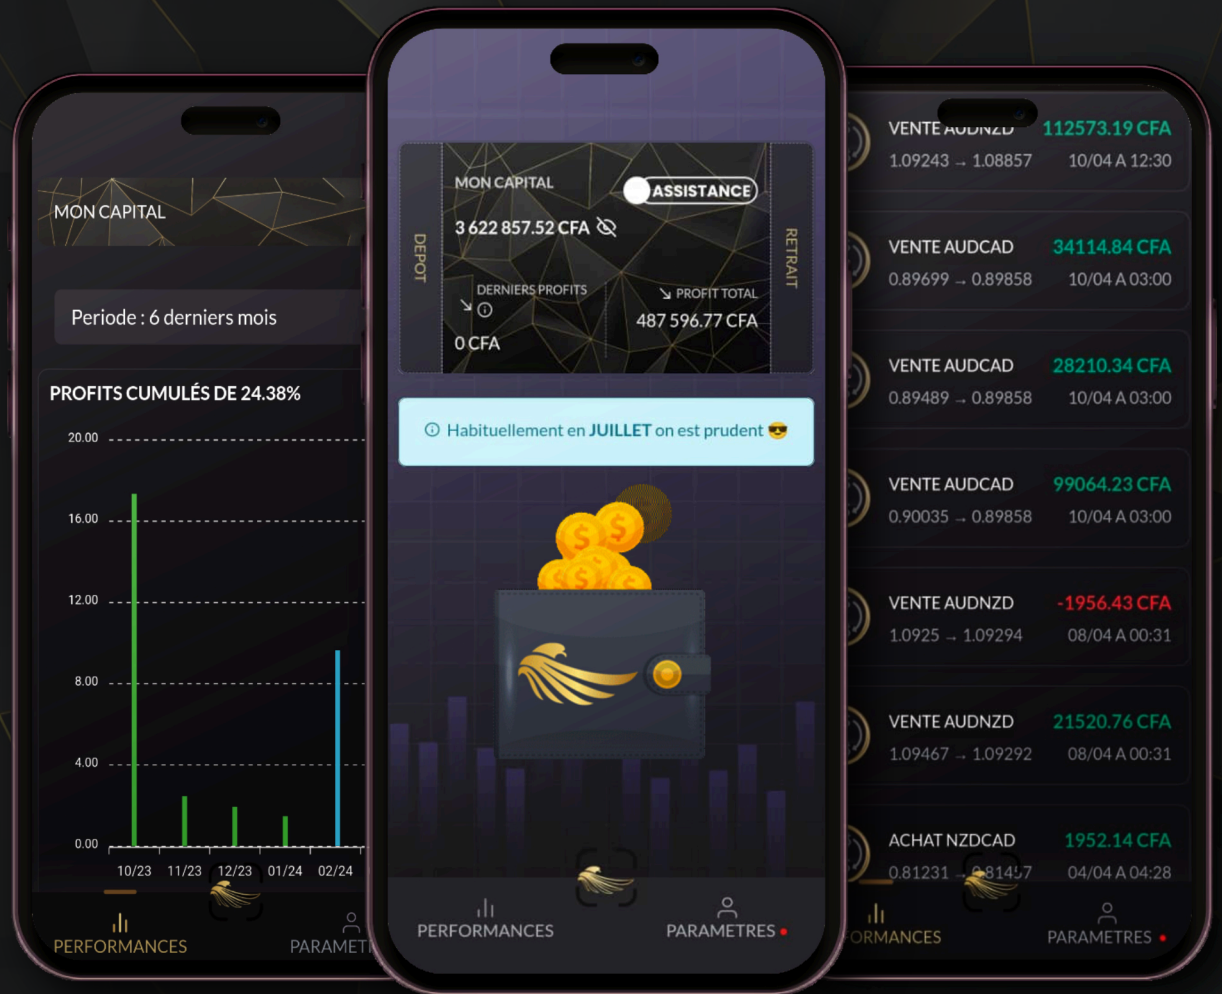 MON CAPITAL
Periode : 6 derniers mois
PROFITS CUMULÉS DE 24.38%
20.00
16.00
12.00
8.00
4.00
0.00
10/23 11/23 12/23 01/24 02/24
PERFORMANCES
PARAMET
MON CAPITAL
ASSISTANCE
3 622 857.52 CFA
DEPOT
RETRAIT
DERNIERS PROFITS
0 CFA
PROFIT TOTAL
487 596.77 CFA
Habituellement en JUILLET on est prudent 😎
PERFORMANCES
PARAMETRES
VENTE AUDNZD 112573.19 CFA
1.09243 → 1.08857 10/04 A 12:30
VENTE AUDCAD 34114.84 CFA
0.89699 → 0.89858 10/04 A 03:00
VENTE AUDCAD 28210.34 CFA
0.89489 → 0.89858 10/04 A 03:00
VENTE AUDCAD 99064.23 CFA
0.90035 → 0.89858 10/04 A 03:00
VENTE AUDNZD -1956.43 CFA
1.0925 → 1.09294 08/04 A 00:31
VENTE AUDNZD 21520.76 CFA
1.09467 → 1.09292 08/04 A 00:31
ACHAT NZDCAD 1952.14 CFA
0.81231 → 0.81457 04/04 A 04:28
ORMANCES
PARAMETRES